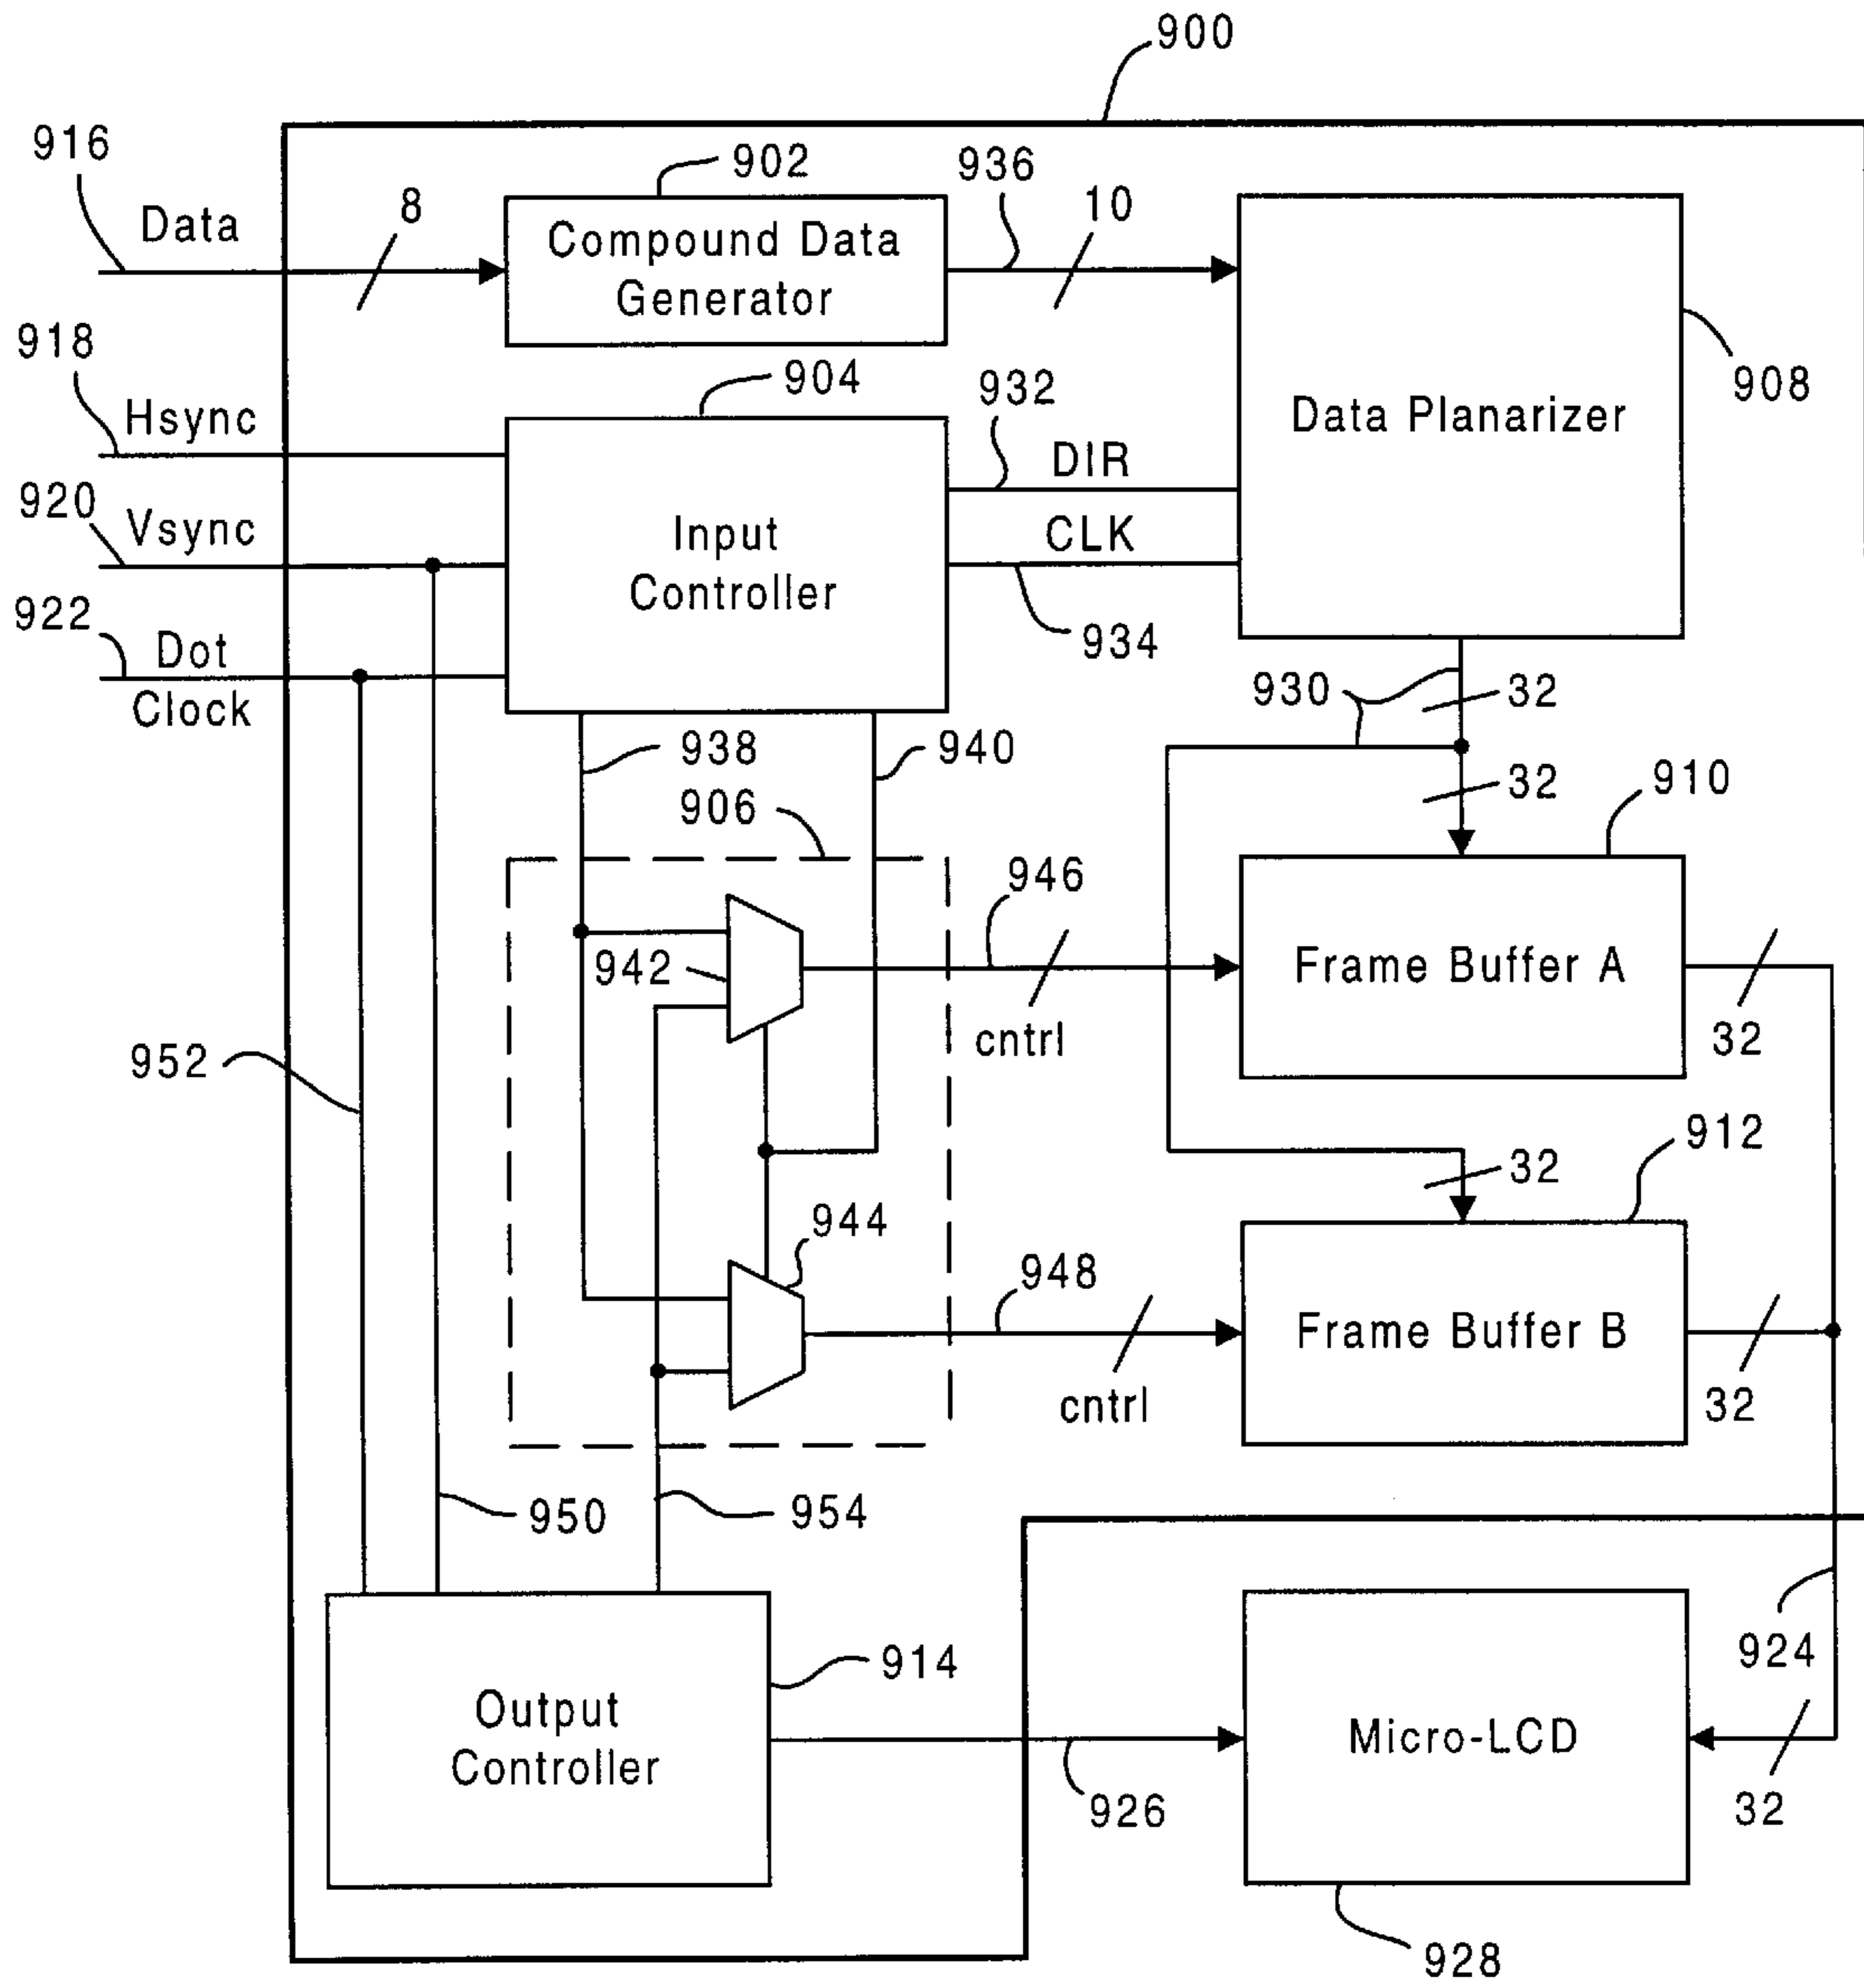 900
916
902
936
Data
8
10
Compound Data
Generator
918
904
932
908
Hsync
DIR
Data Planarizer
920
Vsync
CLK
Input
Controller
922
Dot
Clock
934
930
32
938
940
32
910
906
946
942
Frame Buffer A
cntrl
32
952
912
32
944
948
Frame Buffer B
cntrl
32
950
954
914
924
Output
Controller
Micro-LCD
926
32
928